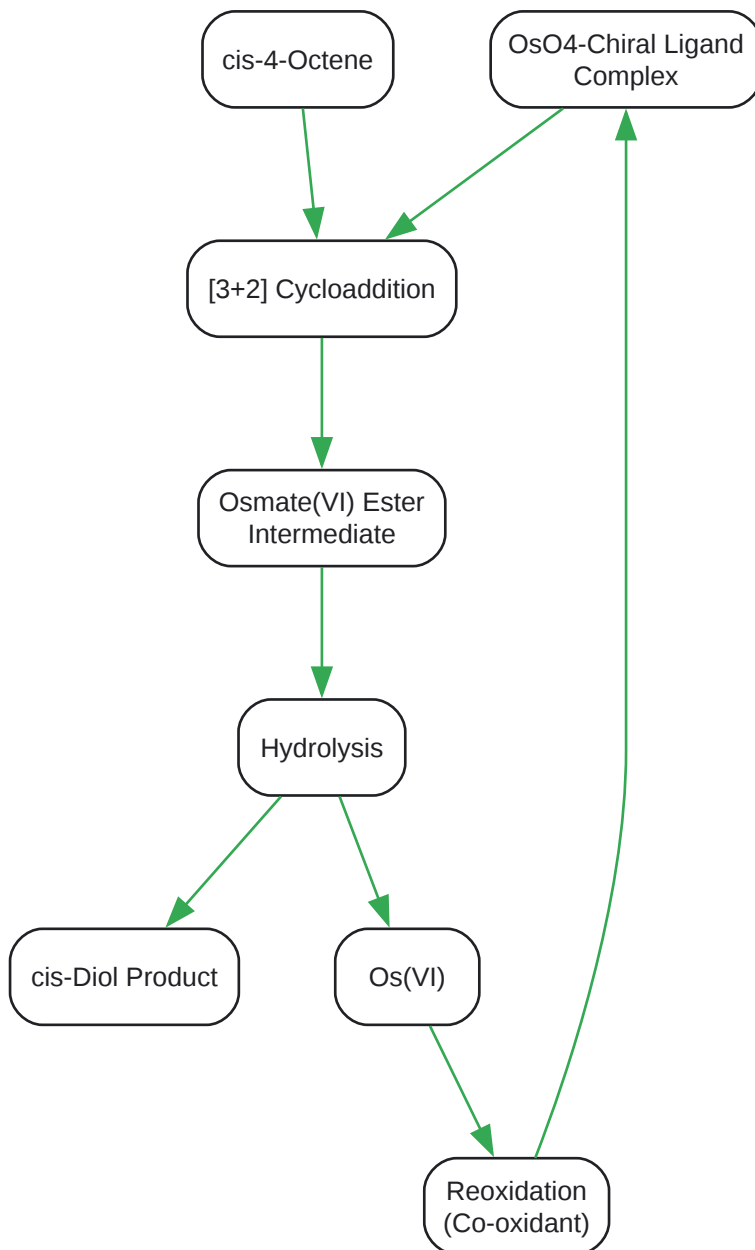 cis-4-Octene
OsO4-Chiral Ligand
Complex
[3+2] Cycloaddition
Osmate(VI) Ester
Intermediate
Hydrolysis
cis-Diol Product
Os(VI)
Reoxidation
(Co-oxidant)